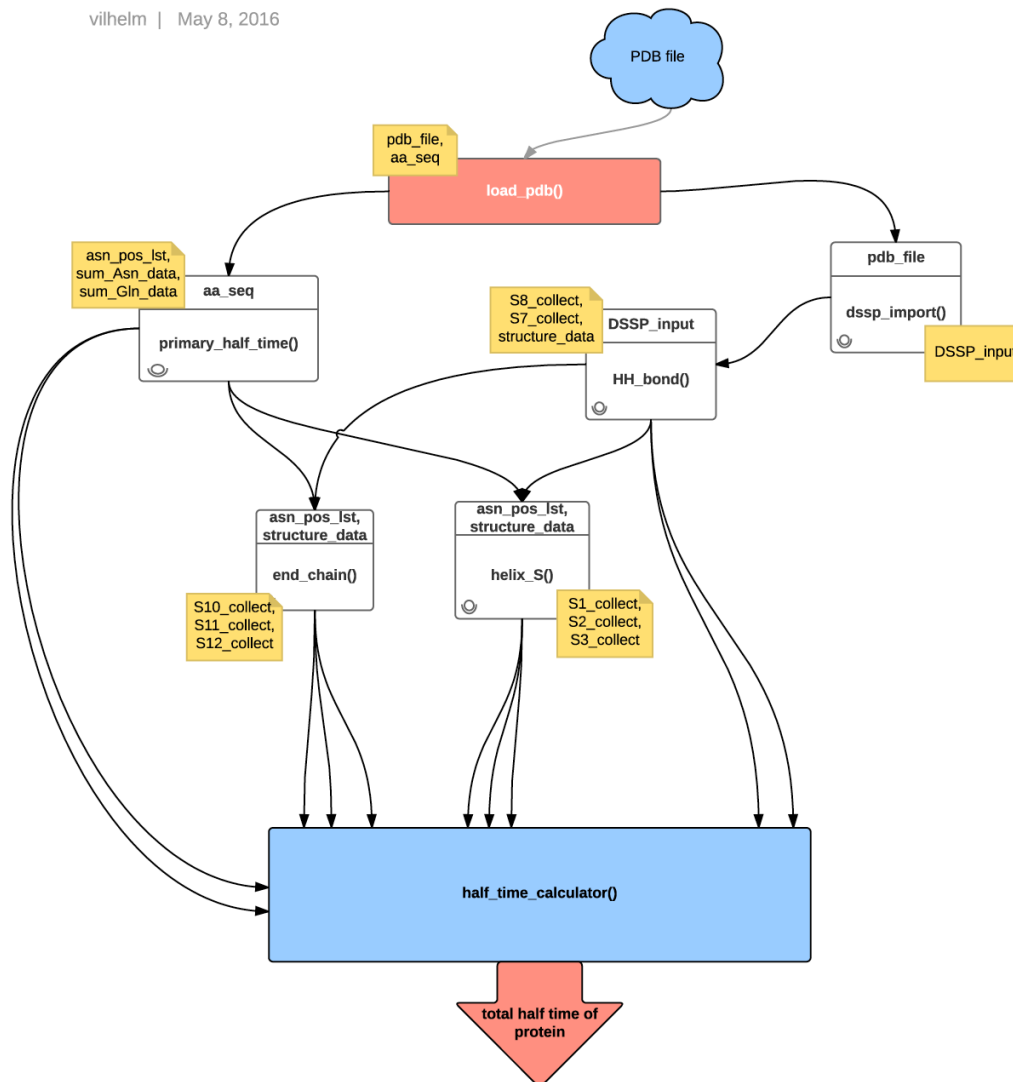 vilhelm | May 8, 2016
PDB file
pdb_file,
aa_seq
load_pdb()
asn_pos_lst,
sum_Asn_data,
sum_Gln_data
aa_seq
primary_half_time()
pdb_file
dssp_import()
DSSP_input
S8_collect,
S7_collect,
structure_data
DSSP_input
HH_bond()
asn_pos_lst,
structure_data
end_chain()
S10_collect,
S11_collect,
S12_collect
asn_pos_lst,
structure_data
helix_S()
S1_collect,
S2_collect,
S3_collect
half_time_calculator()
total half time of
protein